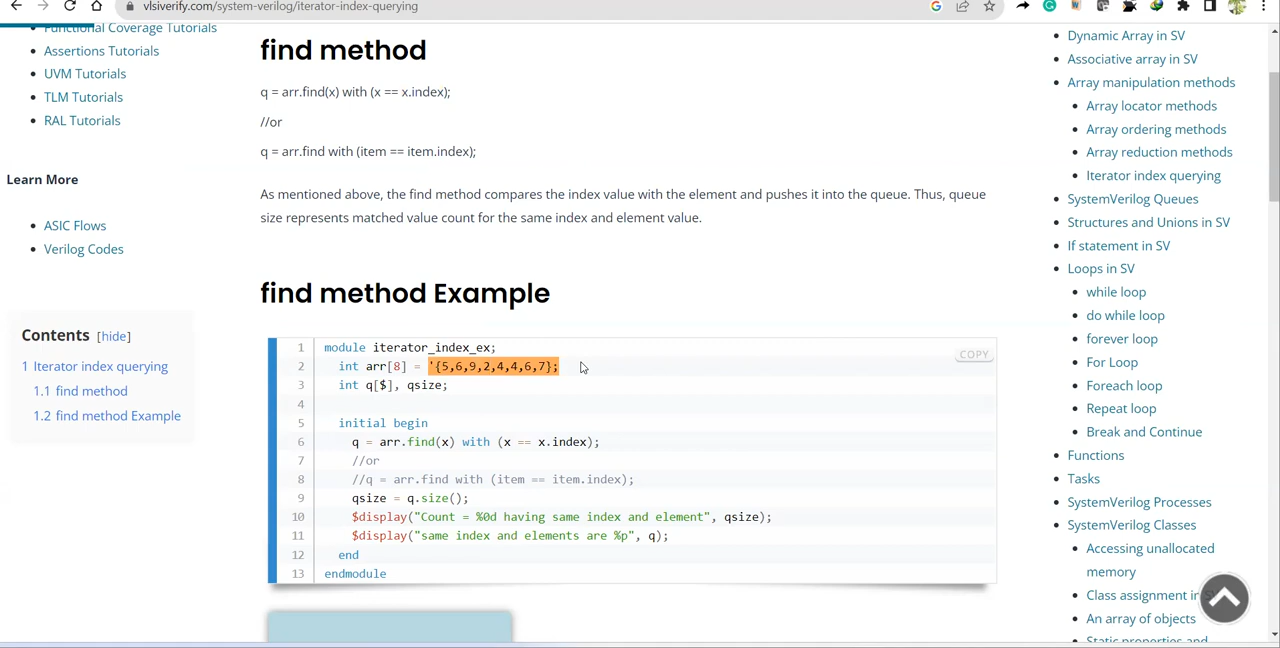 vlsiverify.com/system-verilog/iterator-index-querying
Functional Coverage Tutorials
Assertions Tutorials
UVM Tutorials
TLM Tutorials
RAL Tutorials
Learn More
ASIC Flows
Verilog Codes
Contents [hide]
1 Iterator index querying
1.1 find method
1.2 find method Example
find method
q = arr.find(x) with (x == x.index);
//or
q = arr.find with (item == item.index);
As mentioned above, the find method compares the index value with the element and pushes it into the queue. Thus, queue
size represents matched value count for the same index and element value.
find method Example
COPY
1 module iterator_index_ex;
2 int arr[8] = '{5,6,9,2,4,4,6,7};
3 int q[$], qsize;
4
5 initial begin
6 q = arr.find(x) with (x == x.index);
7 //or
8 //q = arr.find with (item == item.index);
9 qsize = q.size();
10 $display("Count = %0d having same index and element", qsize);
11 $display("same index and elements are %p", q);
12 end
13 endmodule
Dynamic Array in SV
Associative array in SV
Array manipulation methods
Array locator methods
Array ordering methods
Array reduction methods
Iterator index querying
SystemVerilog Queues
Structures and Unions in SV
If statement in SV
Loops in SV
while loop
do while loop
forever loop
For Loop
Foreach loop
Repeat loop
Break and Continue
Functions
Tasks
SystemVerilog Processes
SystemVerilog Classes
Accessing unallocated
memory
Class assignment in
An array of objects
Static properties and